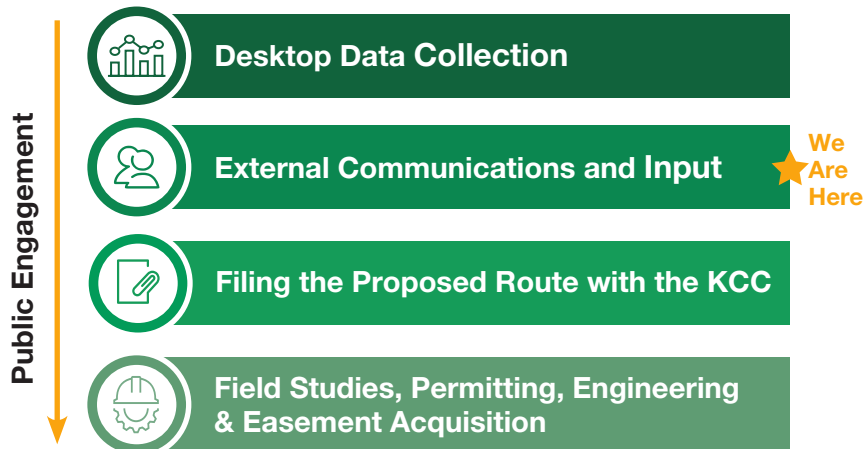 Public Engagement
Desktop Data Collection
External Communications and Input
We
Are
Here
Filing the Proposed Route with the KCC
Field Studies, Permitting, Engineering
& Easement Acquisition